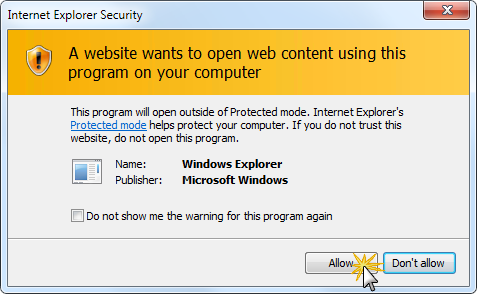 Internet Explorer Security
A website wants to open web content using this
program on your computer
This program will open outside of Protected mode. Internet Explorer's
Protected mode helps protect your computer. If you do not trust this
website, do not open this program.
Name: Windows Explorer
Publisher: Microsoft Windows
Do not show me the warning for this program again
Allow Don't allow